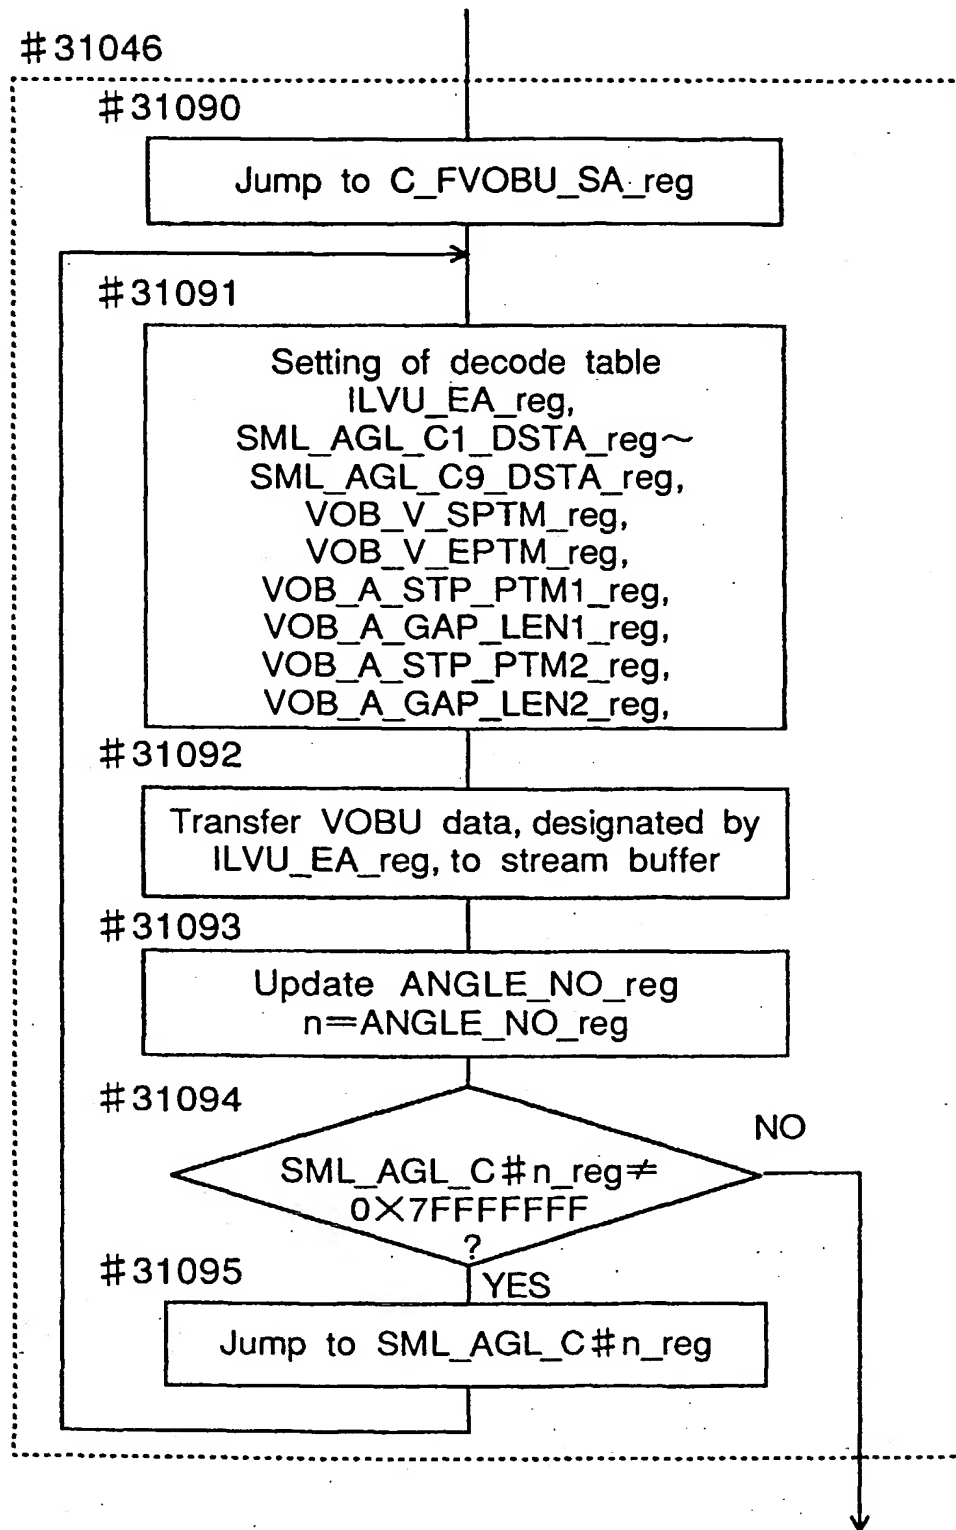 #31046
#31090
Jump to C_FVOBU_SA_reg
#31091
Setting of decode table
ILVU_EA_reg,
SML_AGL_C1_DSTA_reg~
SML_AGL_C9_DSTA_reg,
VOB_V_SPTM_reg,
VOB_V_EPTM_reg,
VOB_A_STP_PTM1_reg,
VOB_A_GAP_LEN1_reg,
VOB_A_STP_PTM2_reg,
VOB_A_GAP_LEN2_reg,
#31092
Transfer VOBU data, designated by
ILVU_EA_reg, to stream buffer
#31093
Update ANGLE_NO_reg
n=ANGLE_NO_reg
#31094
NO
SML_AGL_C#n_reg≠
0X7FFFFFFF
?
#31095
YES
Jump to SML_AGL_C#n_reg